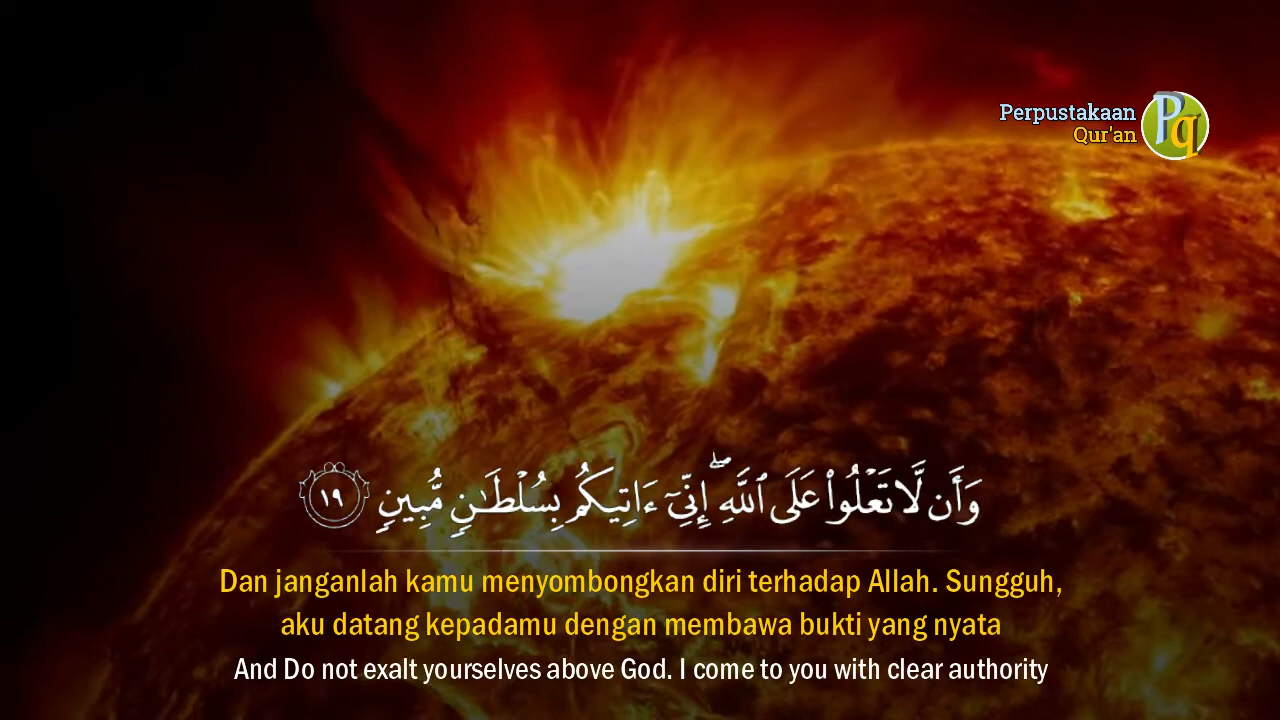 Perpustakaan
Qur'an
Pq
وَأَن لَّا تَعْلُوا۟ عَلَى ٱللَّهِ ۖ إِنِّىٓ ءَاتِيكُم بِسُلْطَـٰنٍ مُّبِينٍ ١٩
Dan janganlah kamu menyombongkan diri terhadap Allah. Sungguh,
aku datang kepadamu dengan membawa bukti yang nyata
And Do not exalt yourselves above God. I come to you with clear authority